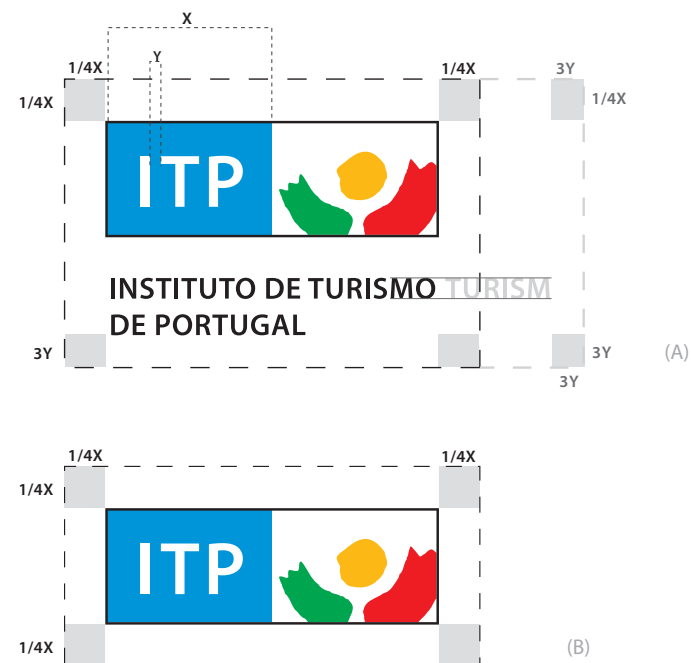 X
Y
1/4X 1/4X 3Y
1/4X 1/4X
ITP
INSTITUTO DE TURISMO TURISM
DE PORTUGAL
3Y 3Y (A)
3Y
1/4X 1/4X
1/4X
ITP
1/4X (B)